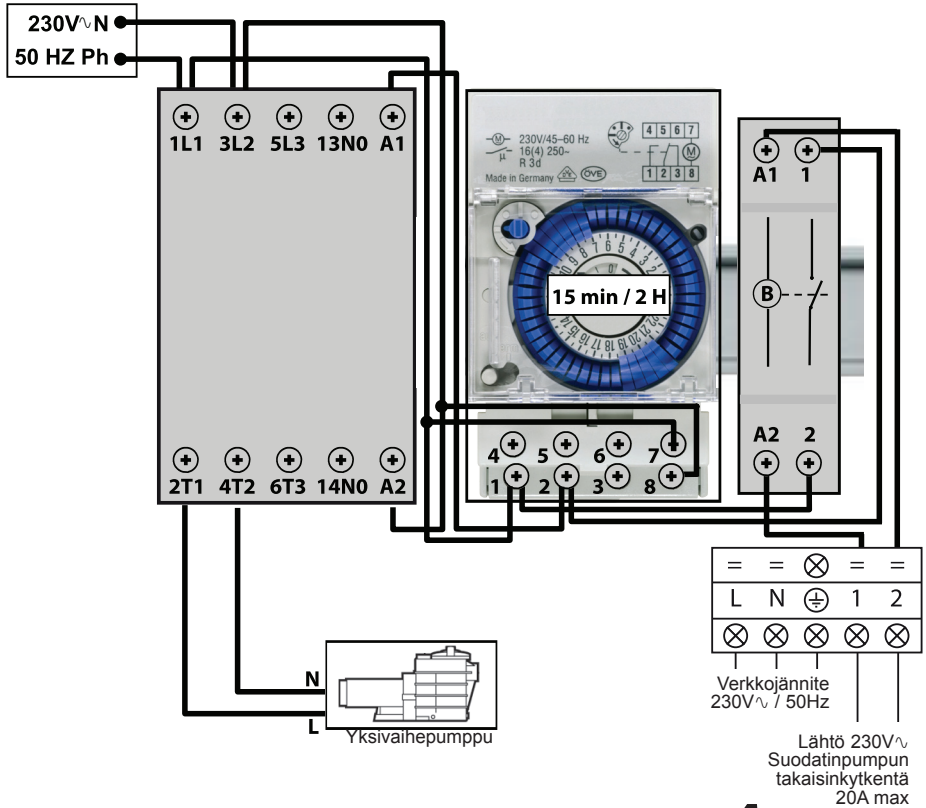 230V∿ N
50 HZ Ph
1L1 3L2 5L3 13N0 A1
2T1 4T2 6T3 14N0 A2
N
L
Yksivaihepumppu
230V/45–60 Hz
16(4) 250~
μ
R 3d
Made in Germany
ÖVE
M
4 5 6 7
M
1 2 3 8
15 min / 2 H
4 5 6 7
1 2 3 8
A1 1
B
A2 2
= = = =
L N 1 2
Verkkojännite
230V∿ / 50Hz
Lähtö 230V∿
Suodatinpumpun
takaisinkytkentä
20A max